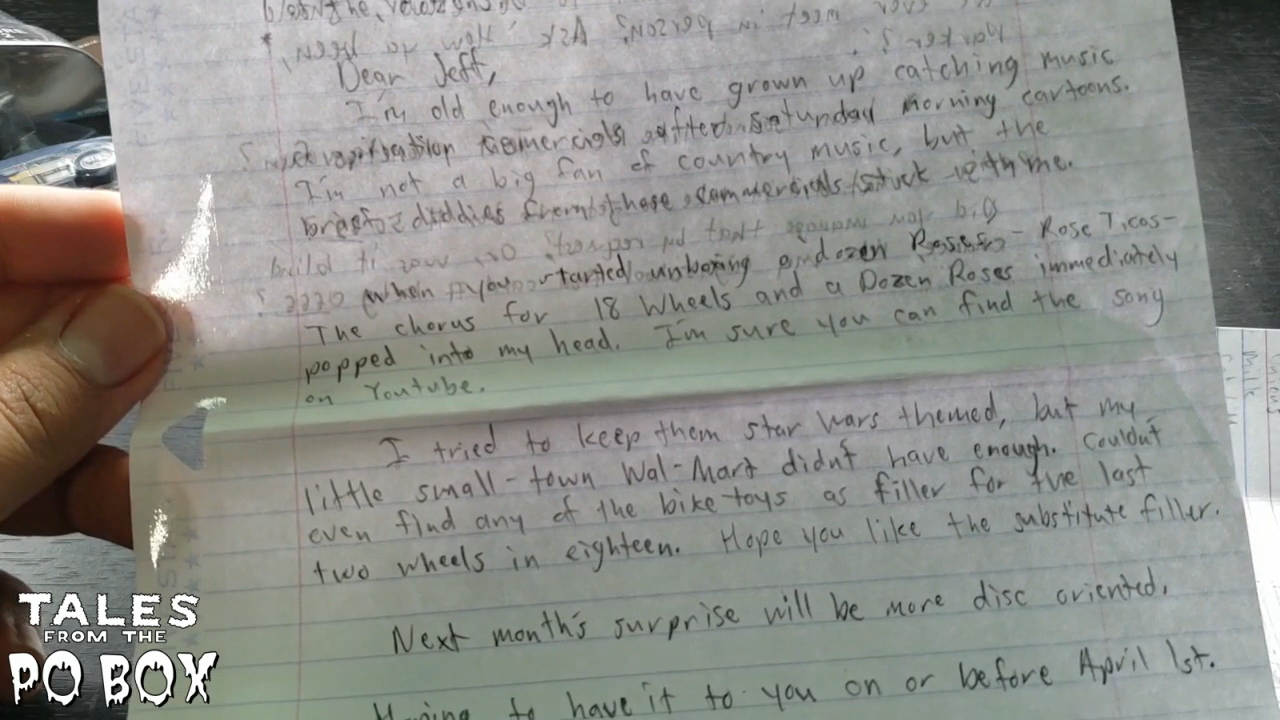 Dear Jeff,
I'm old enough to have grown up catching music
comercials after Saturday morning cartoons.
I'm not a big fan of country music, but the
from those commercials stuck with me.
When you started unboxing a dozen Roses - Rose Ticos -
The chorus for 18 Wheels and a Dozen Roses immediately
popped into my head. I'm sure you can find the song
on Youtube.
I tried to keep them star wars themed, but my
little small-town Wal-Mart didn't have enough. Couldn't
even find any of the bike toys as filler for the last
two wheels in eighteen. Hope you like the substitute filler.
Next month's surprise will be more disc oriented.
to have it to you on or before April 1st.
TALES
FROM THE
PO BOX